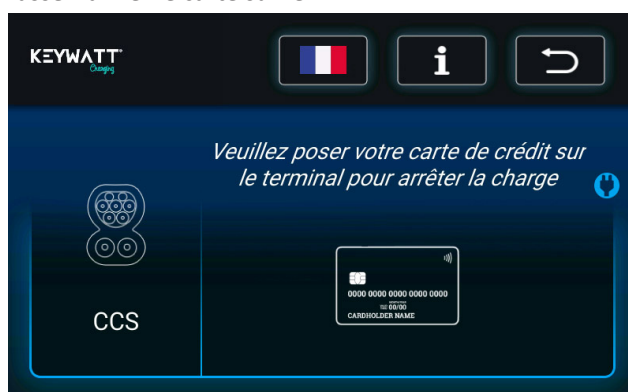 KEYWATT
Charging
i
Veuillez poser votre carte de crédit sur
le terminal pour arrêter la charge
0000 0000 0000 0000 0000
00/00
CARDHOLDER NAME
CCS